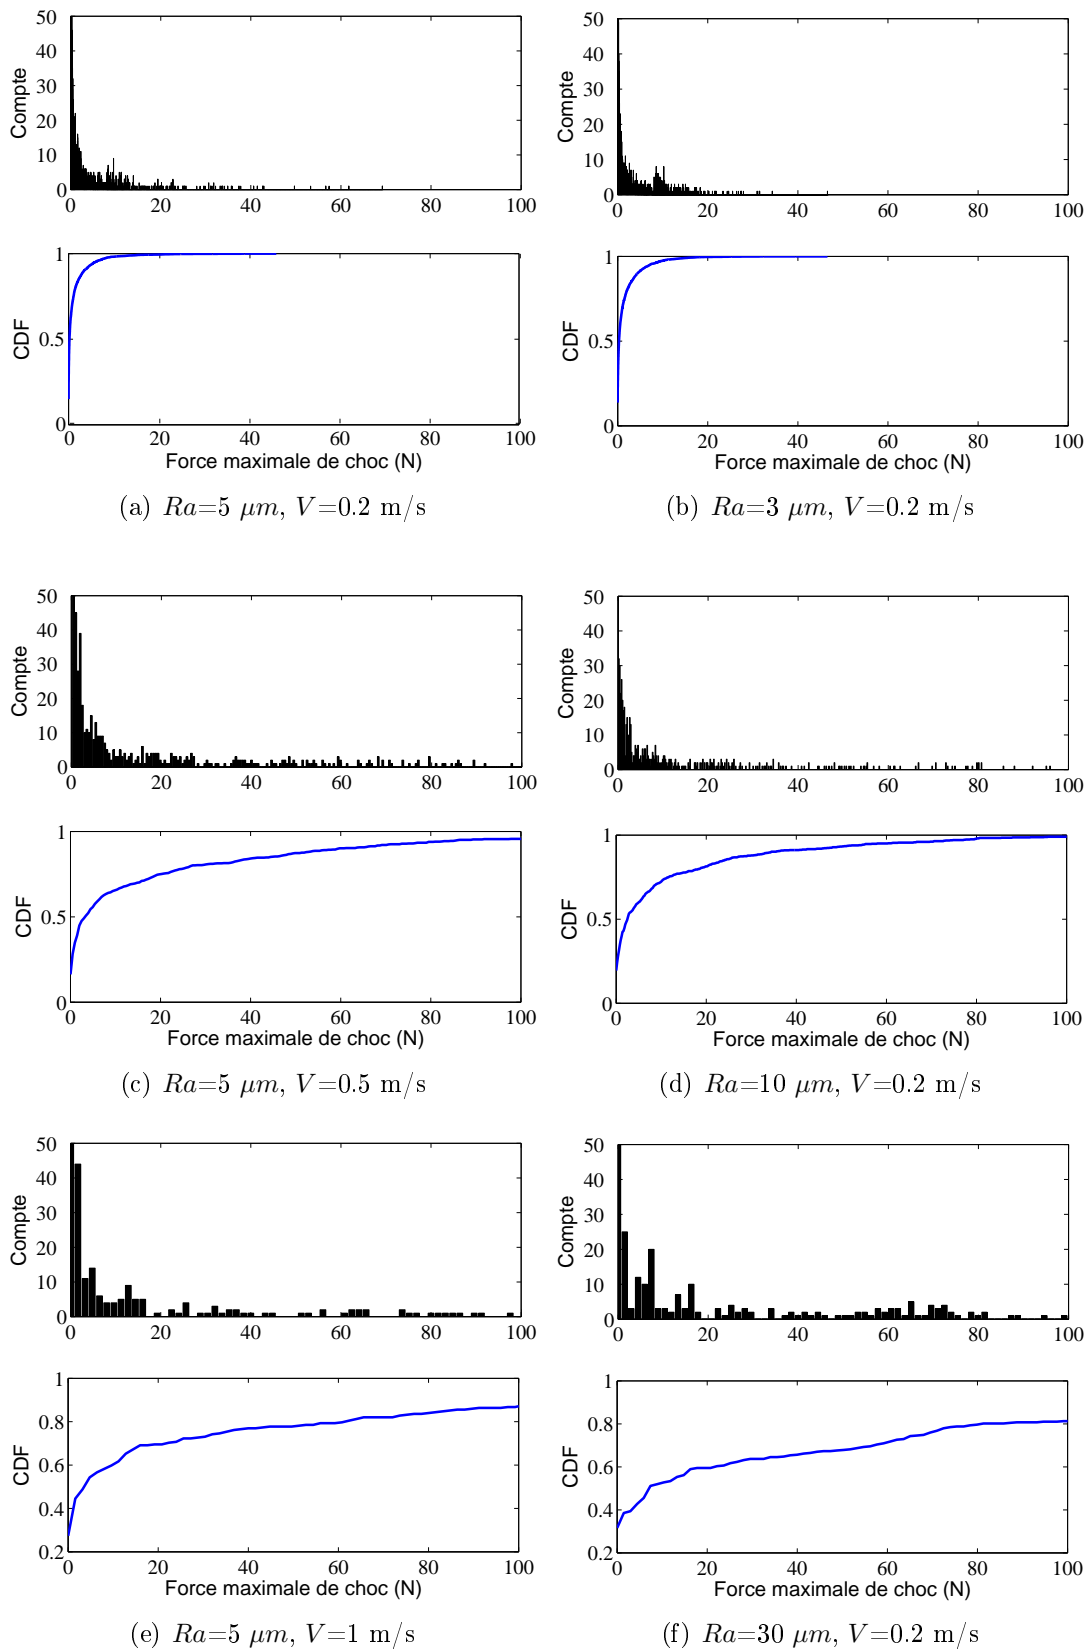 50
40
30
20
10
0
Compte
0 20 40 60 80 100
1
0.5
0
CDF
0 20 40 60 80 100
Force maximale de choc (N)
(a) Ra=5 μm, V=0.2 m/s
50
40
30
20
10
0
Compte
0 20 40 60 80 100
1
0.5
0
CDF
0 20 40 60 80 100
Force maximale de choc (N)
(b) Ra=3 μm, V=0.2 m/s
50
40
30
20
10
0
Compte
0 20 40 60 80 100
1
0.5
0
CDF
0 20 40 60 80 100
Force maximale de choc (N)
(c) Ra=5 μm, V=0.5 m/s
50
40
30
20
10
0
Compte
0 20 40 60 80 100
1
0.5
0
CDF
0 20 40 60 80 100
Force maximale de choc (N)
(d) Ra=10 μm, V=0.2 m/s
50
40
30
20
10
0
Compte
0 20 40 60 80 100
1
0.8
0.6
0.4
0.2
CDF
0 20 40 60 80 100
Force maximale de choc (N)
(e) Ra=5 μm, V=1 m/s
50
40
30
20
10
0
Compte
0 20 40 60 80 100
1
0.8
0.6
0.4
0.2
CDF
0 20 40 60 80 100
Force maximale de choc (N)
(f) Ra=30 μm, V=0.2 m/s